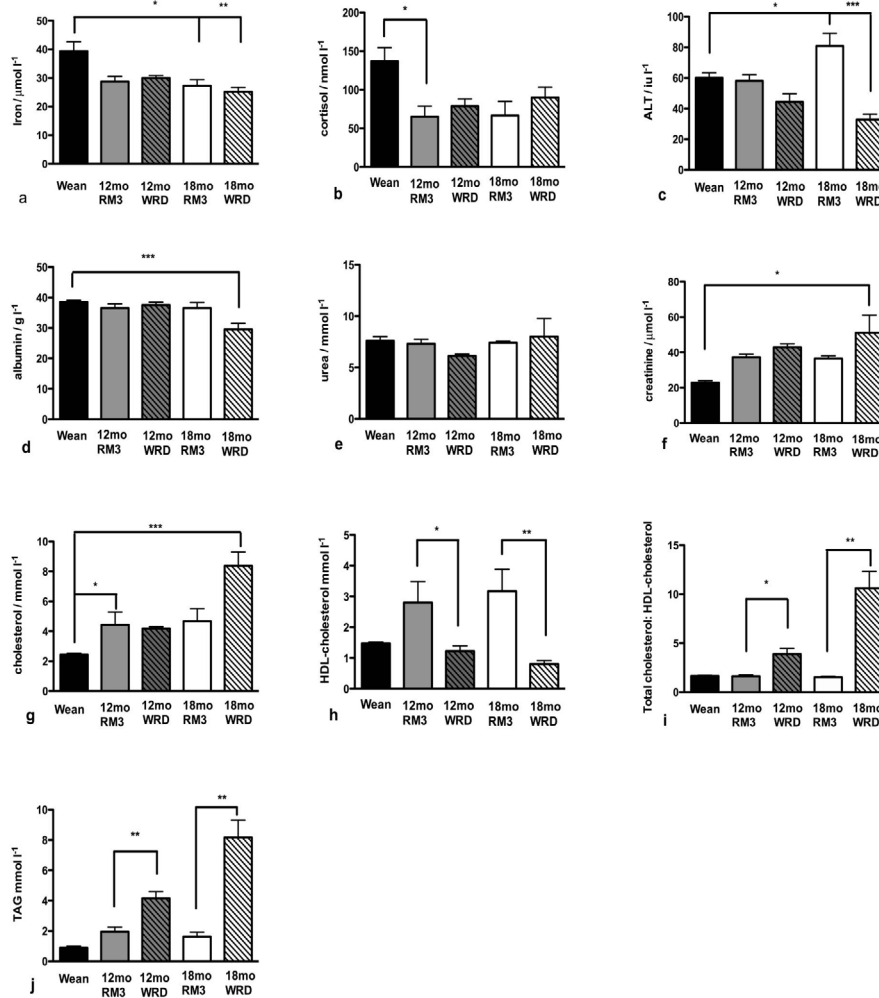 Iron / μmol l-1
50
40
30
20
10
0
*
**
Wean
12mo
RM3
12mo
WRD
18mo
RM3
18mo
WRD
a
cortisol / nmol l-1
200
150
100
50
0
*
Wean
12mo
RM3
12mo
WRD
18mo
RM3
18mo
WRD
b
ALT / iu l-1
100
80
60
40
20
0
*
***
Wean
12mo
RM3
12mo
WRD
18mo
RM3
18mo
WRD
c
albumin / g l-1
50
40
30
20
10
0
***
Wean
12mo
RM3
12mo
WRD
18mo
RM3
18mo
WRD
d
urea / mmol l-1
15
10
5
0
Wean
12mo
RM3
12mo
WRD
18mo
RM3
18mo
WRD
e
creatinine / μmol l-1
80
60
40
20
0
*
Wean
12mo
RM3
12mo
WRD
18mo
RM3
18mo
WRD
f
cholesterol / mmol l-1
10
8
6
4
2
0
*
***
Wean
12mo
RM3
12mo
WRD
18mo
RM3
18mo
WRD
g
HDL-cholesterol mmol l-1
5
4
3
2
1
0
*
**
Wean
12mo
RM3
12mo
WRD
18mo
RM3
18mo
WRD
h
Total cholesterol: HDL-cholesterol
15
10
5
0
*
**
Wean
12mo
RM3
12mo
WRD
18mo
RM3
18mo
WRD
i
TAG mmol l-1
10
8
6
4
2
0
**
**
Wean
12mo
RM3
12mo
WRD
18mo
RM3
18mo
WRD
j